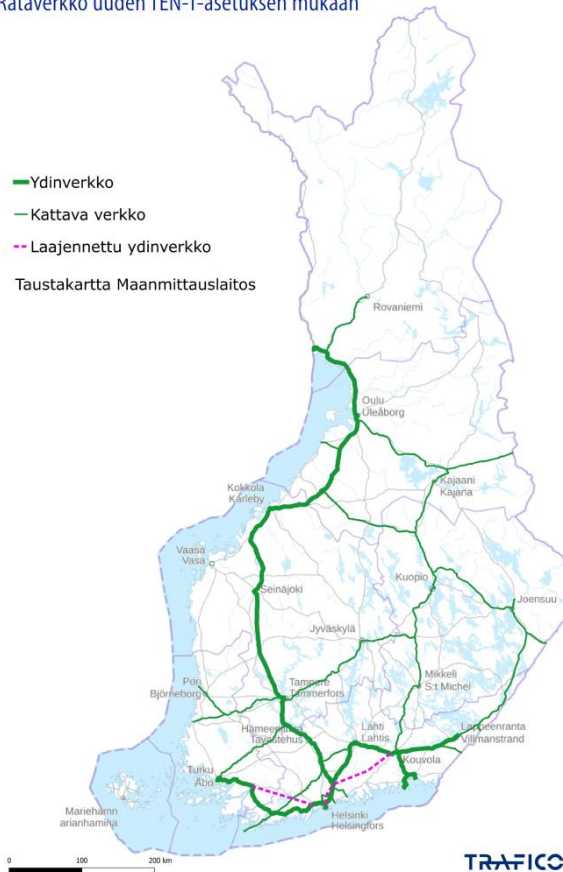 Rataverkko uuden TEN-T-asetuksen mukaan
Ydinverkko
Kattava verkko
Laajennettu ydinverkko
Taustakartta Maanmittauslaitos
Rovaniemi
Oulu
Uleåborg
Kajaani
Kajana
Kokkola
Karleby
Vaasa
Vasa
Seinäjoki
Kuopio
Joensuu
Jyväskylä
Pori
Björneborg
Tampere
Tammerfors
Mikkeli
S:t Michel
Hämeenlinna
Tavastehus
Lahti
Lahtis
Lappeenranta
Villmanstrand
Kouvola
Turku
Åbo
Mariehamn
arianhamina
Helsinki
Helsingfors
0 100 200 km
TRAFICO